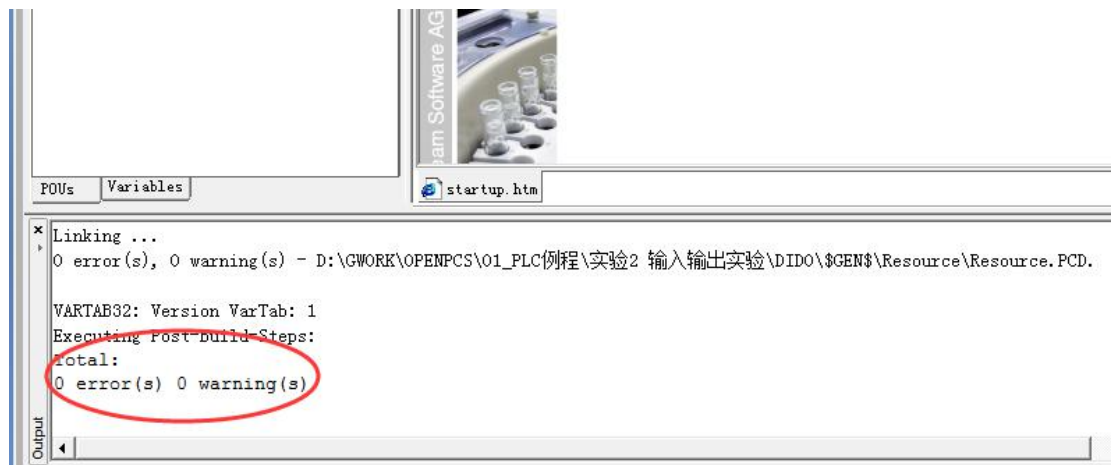 eam Software AG
POUs
Variables
startup.htm
Linking ...
0 error(s), 0 warning(s) - D:\GWORK\OPENPCS\01_PLC例程\实验2 输入输出实验\DIDO\$GEN$\Resource\Resource.PCD.
VARTAB32: Version VarTab: 1
Executing Post-build-Steps:
Total:
0 error(s) 0 warning(s)
Output